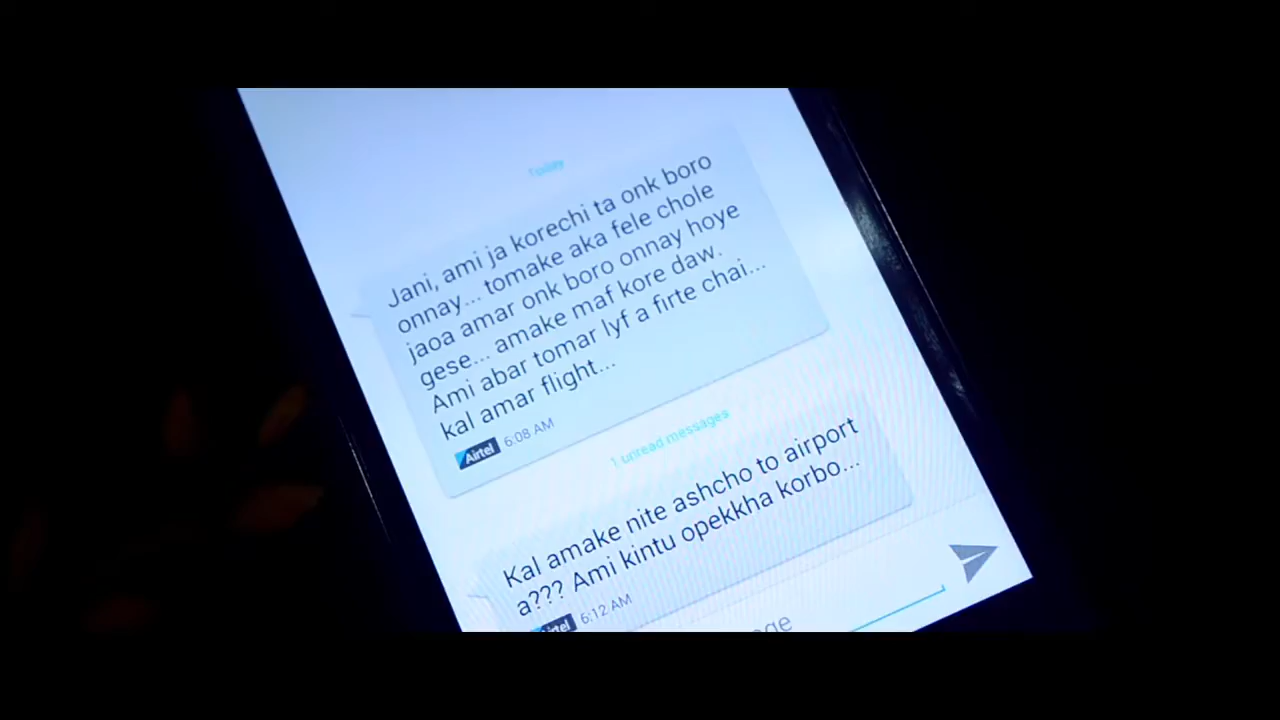 Today
Jani, ami ja korechi ta onk boro
onnay... tomake aka fele chole
jaoa amar onk boro onnay hoye
gese... amake maf kore daw.
Ami abar tomar lyf a firte chai...
kal amar flight...
Airtel 6:08 AM
1 unread messages
Kal amake nite ashcho to airport
a??? Ami kintu opekkha korbo...
Airtel 6:12 AM